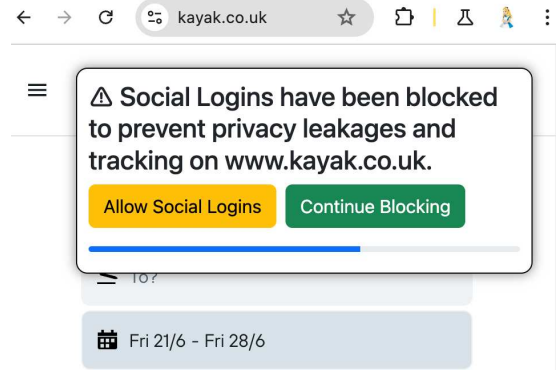 kayak.co.uk
⚠ Social Logins have been blocked
to prevent privacy leakages and
tracking on www.kayak.co.uk.
Allow Social Logins Continue Blocking
To?
Fri 21/6 - Fri 28/6